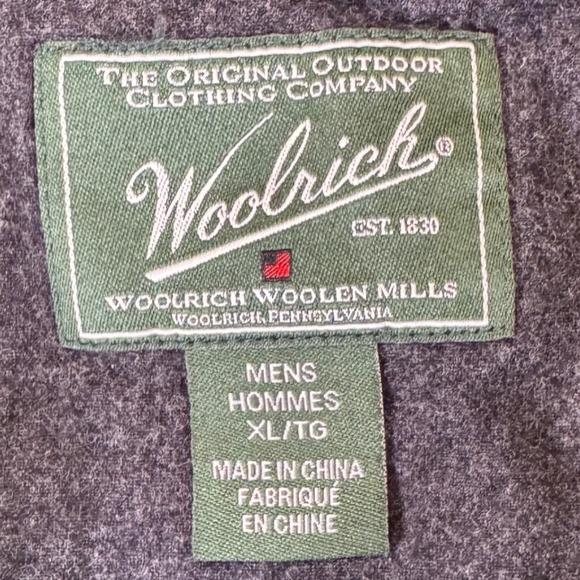 THE ORIGINAL OUTDOOR
CLOTHING COMPANY
Woolrich®
EST. 1830
WOOLRICH WOOLEN MILLS
WOOLRICH, PENNSYLVANIA
MENS
HOMMES
XL/TG
MADE IN CHINA
FABRIQUÉ
EN CHINE